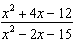 x² + 4x − 12
x² − 2x − 15